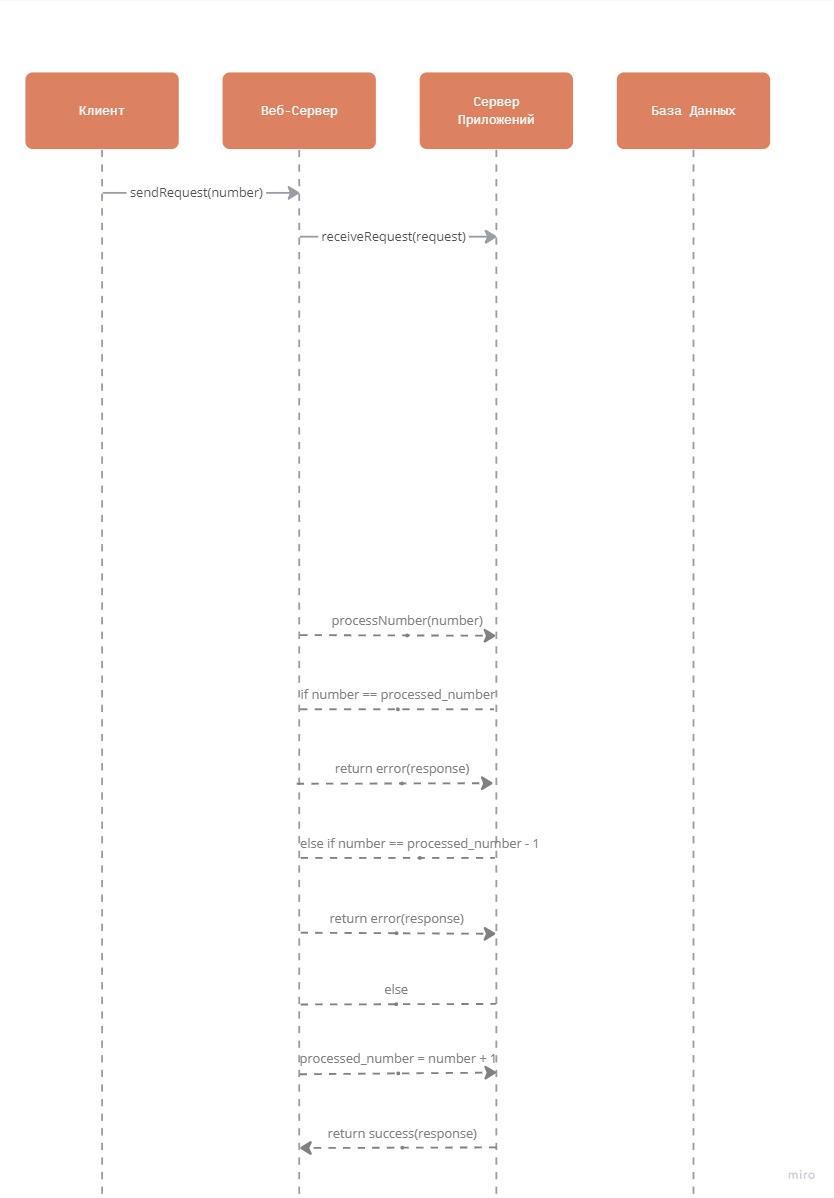 Клиент
Веб-Сервер
Сервер
Приложений
База Данных
sendRequest(number)
receiveRequest(request)
processNumber(number)
if number == processed_number
return error(response)
else if number == processed_number - 1
return error(response)
else
processed_number = number + 1
return success(response)
miro